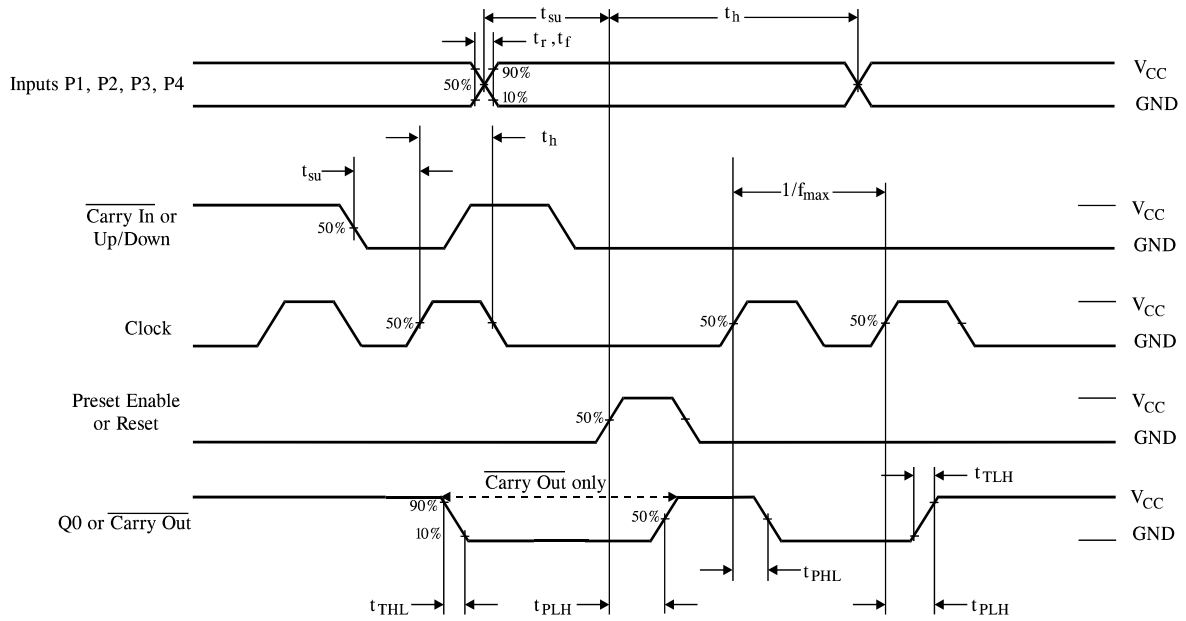 t_su
t_h
t_r ,t_f
Inputs P1, P2, P3, P4
50%
90%
10%
V_CC
GND
t_h
t_su
1/f_max
Carry In or
Up/Down
50%
V_CC
GND
Clock
50%
50%
50%
V_CC
GND
Preset Enable
or Reset
50%
V_CC
GND
Carry Out only
t_TLH
Q0 or Carry Out
90%
10%
50%
V_CC
GND
t_PHL
t_THL
t_PLH
t_PLH